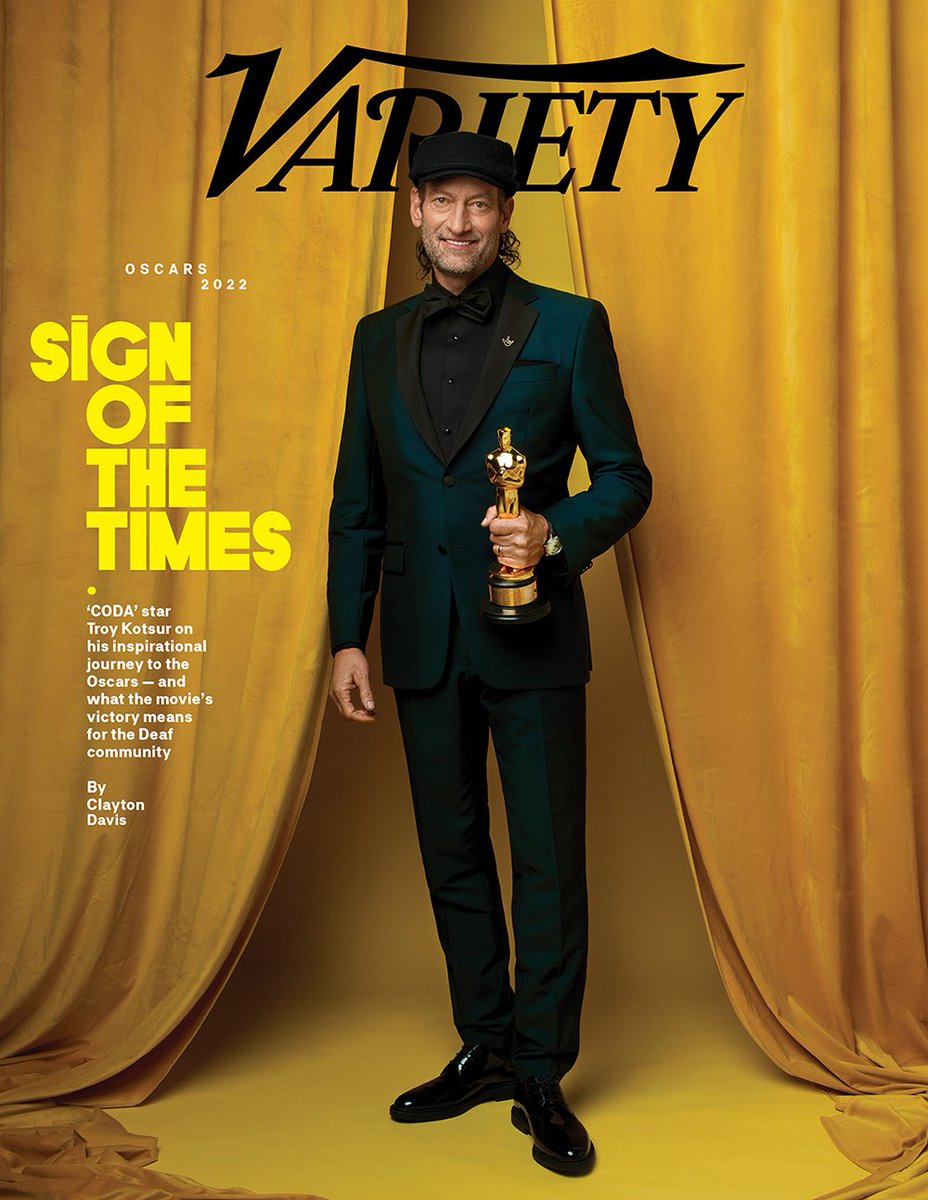 VARIETY
OSCARS
2022
SIGN
OF
THE
TIMES
‘CODA’ star
Troy Kotsur on
his inspirational
journey to the
Oscars — and
what the movie’s
victory means
for the Deaf
community
By
Clayton
Davis